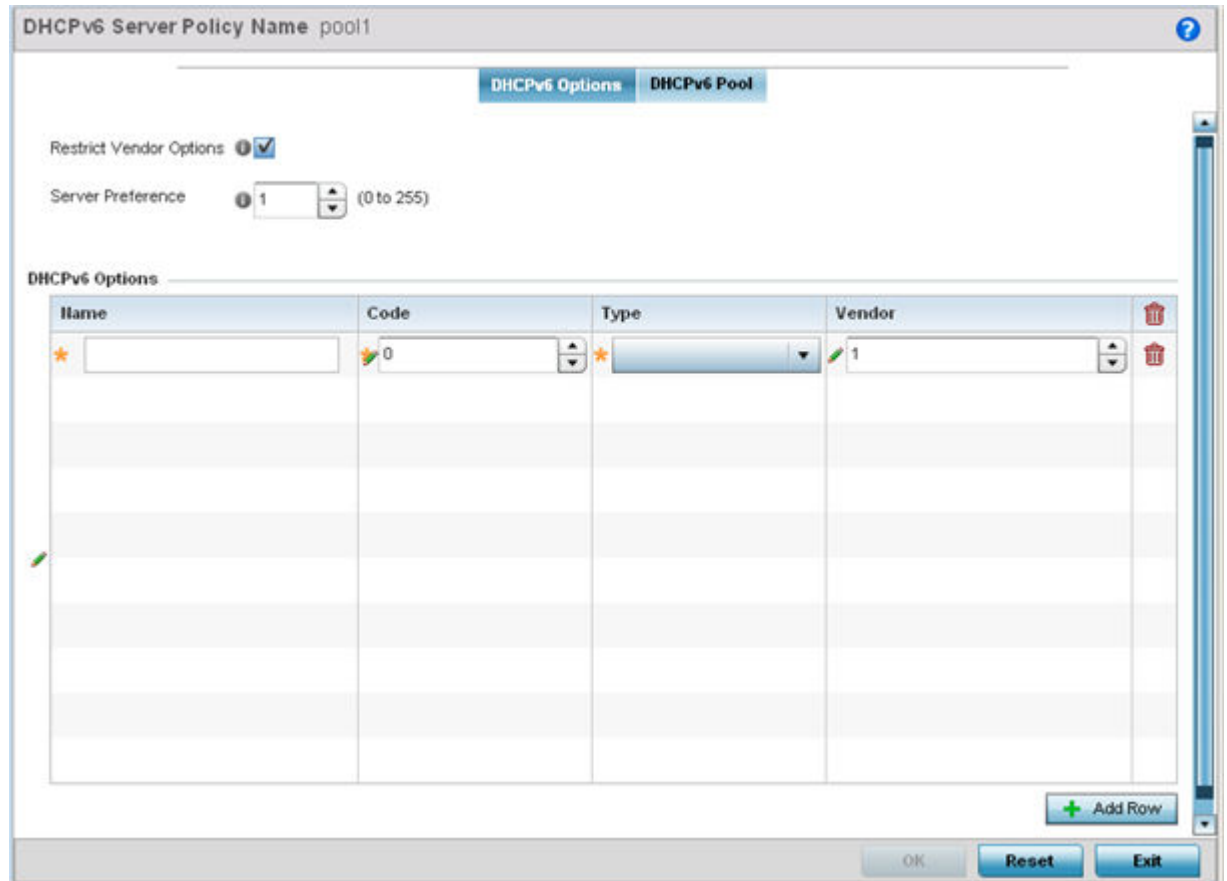 DHCPv6 Server Policy Name pool1 ?
DHCPv6 Options DHCPv6 Pool
Restrict Vendor Options
Server Preference 1 (0 to 255)
DHCPv6 Options
Name Code Type Vendor
0 1
Add Row
OK Reset Exit